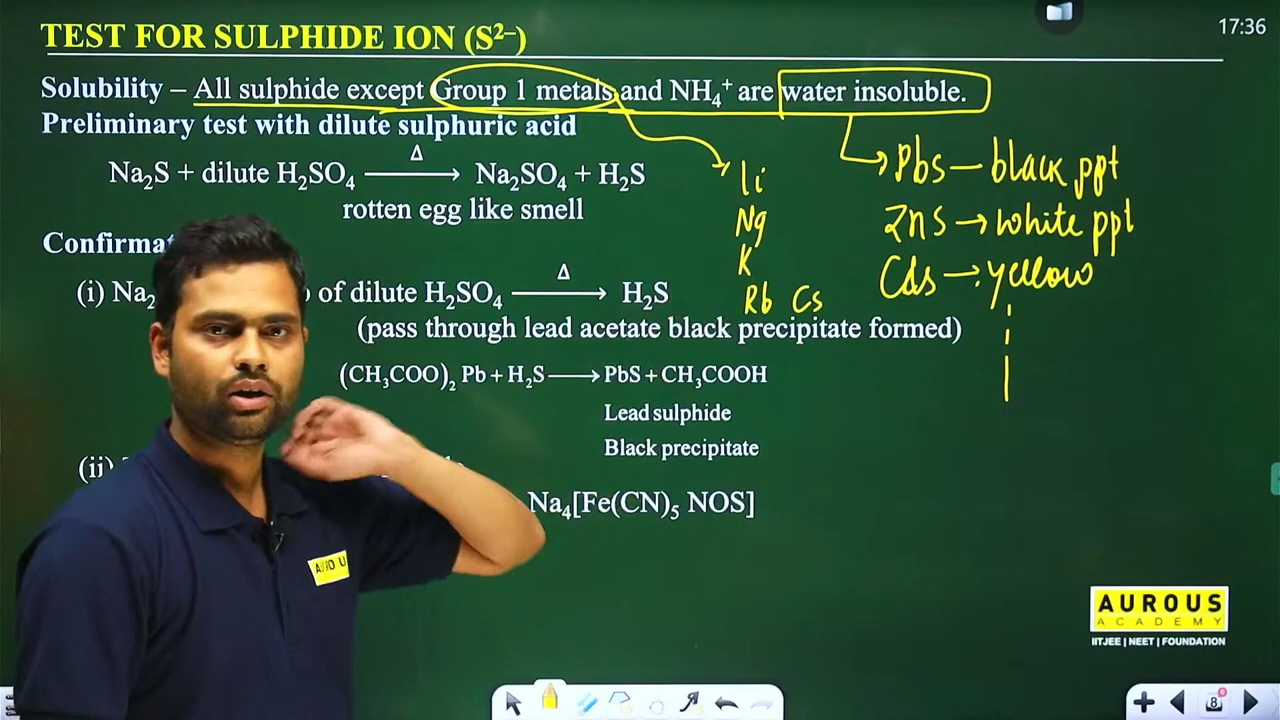 17:36
TEST FOR SULPHIDE ION (S²⁻)
Solubility – All sulphide except Group 1 metals and NH₄⁺ are water insoluble.
Preliminary test with dilute sulphuric acid
Na₂S + dilute H₂SO₄ —Δ→ Na₂SO₄ + H₂S
rotten egg like smell
Confirmat
(i) Na₂ of dilute H₂SO₄ —Δ→ H₂S
(pass through lead acetate black precipitate formed)
(CH₃COO)₂ Pb + H₂S → PbS + CH₃COOH
Lead sulphide
Black precipitate
(ii)
Na₄[Fe(CN)₅ NOS]
li
Na
K
Rb Cs
Pbs — black ppt
ZnS → white ppt
Cds → yellow
AUROUS
ACADEMY
IITJEE | NEET | FOUNDATION
8